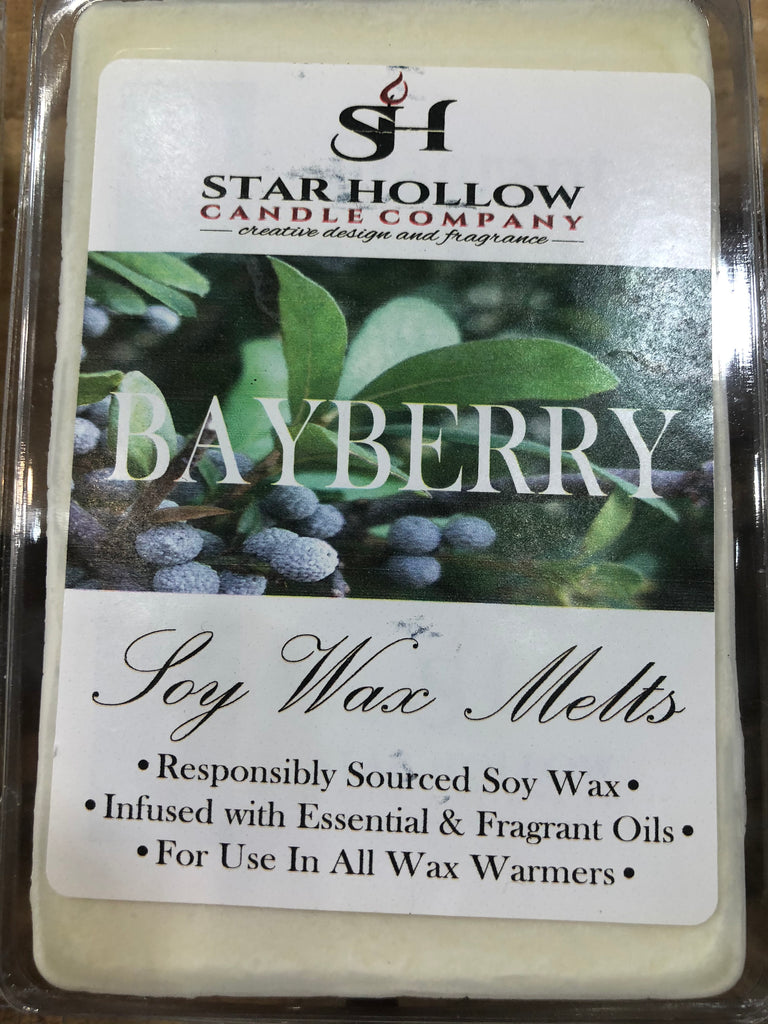 SH
STAR HOLLOW
CANDLE COMPANY
creative design and fragrance
BAYBERRY
Soy Wax Melts
• Responsibly Sourced Soy Wax •
• Infused with Essential & Fragrant Oils •
• For Use In All Wax Warmers •